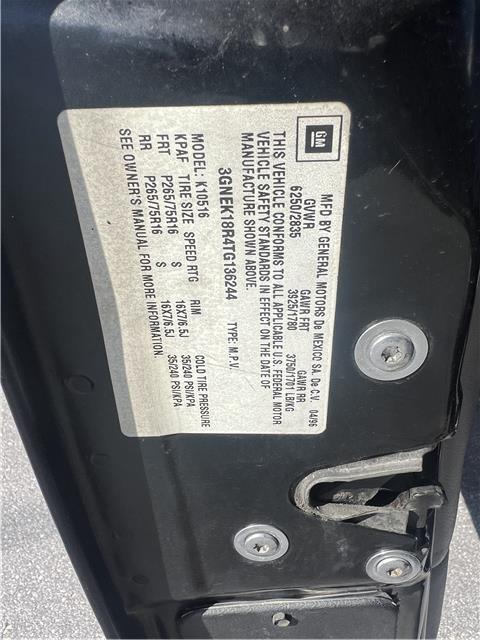 GM
MFD BY GENERAL MOTORS De MEXICO SA. De C.V. 04/96
GVWR GAWR FRT GAWR RR
6250/2835 3925/1780 3750/1701 LB/KG
THIS VEHICLE CONFORMS TO ALL APPLICABLE U.S. FEDERAL MOTOR
VEHICLE SAFETY STANDARDS IN EFFECT ON THE DATE OF
MANUFACTURE SHOWN ABOVE.
3GNEK18R4TG136244 TYPE: M.P.V.
MODEL: K10516
KPAF TIRE SIZE SPEED RTG RIM COLD TIRE PRESSURE
FRT P265/75R16 S 16X7/6.5J 35/240 PSI/KPA
RR P265/75R16 S 16X7/6.5J 35/240 PSI/KPA
SEE OWNER'S MANUAL FOR MORE INFORMATION.